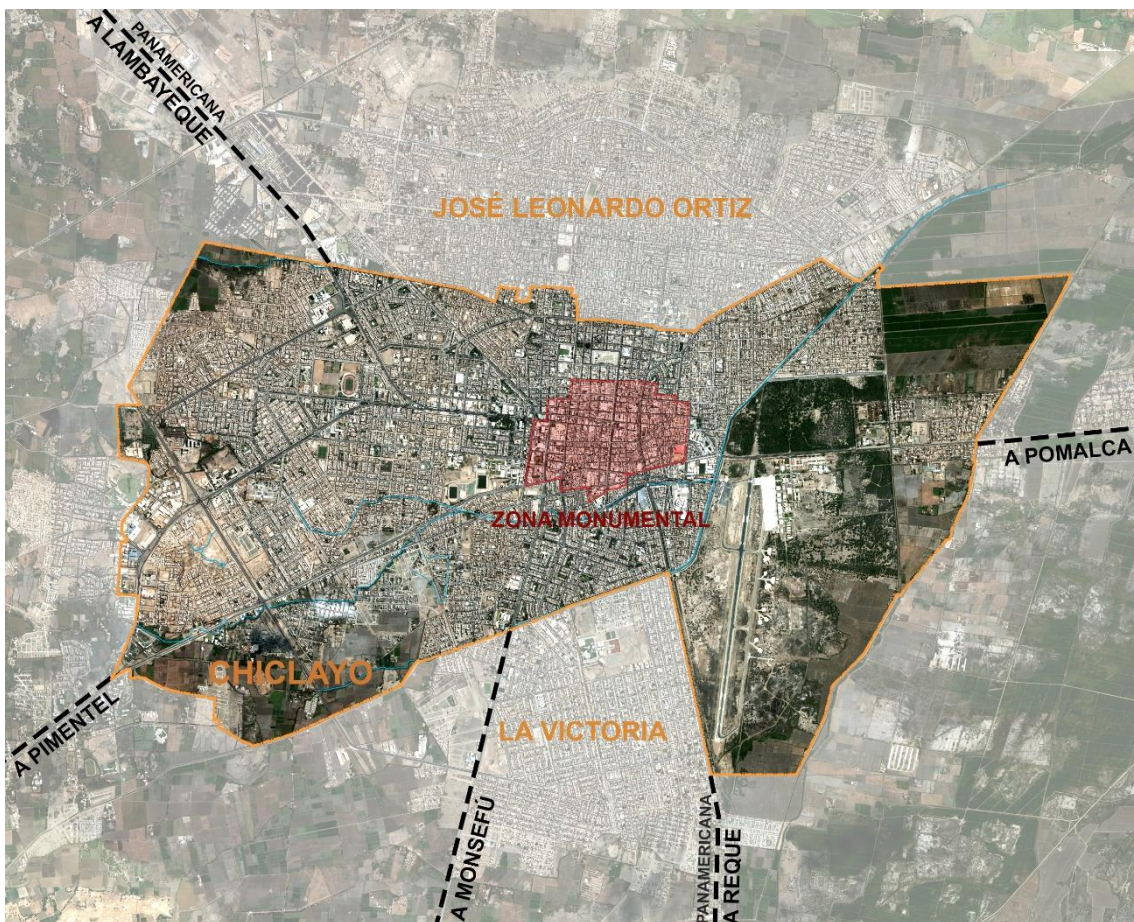 PANAMERICANA
A LAMBAYEQUE
JOSÉ LEONARDO ORTIZ
A POMALCA
ZONA MONUMENTAL
CHICLAYO
A PIMENTEL
LA VICTORIA
A MONSEFÚ
PANAMERICANA
A REQUE